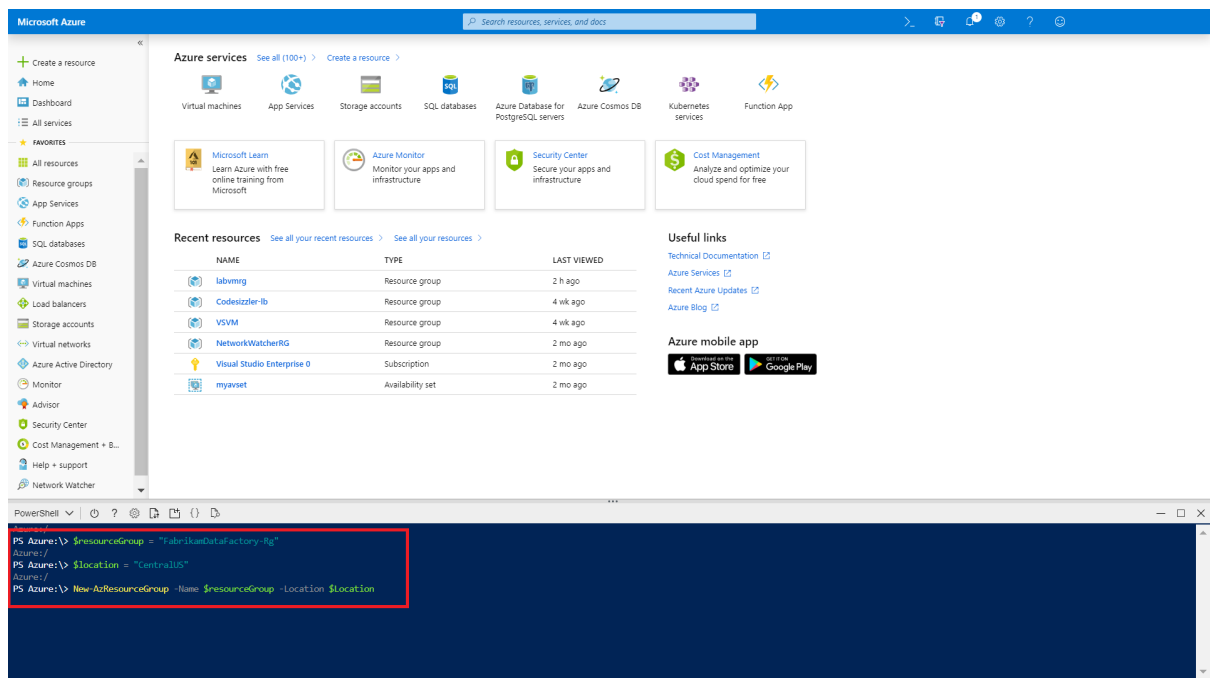 Microsoft Azure
Search resources, services, and docs
1
«
Create a resource
Home
Dashboard
All services
FAVORITES
All resources
Resource groups
App Services
Function Apps
SQL databases
Azure Cosmos DB
Virtual machines
Load balancers
Storage accounts
Virtual networks
Azure Active Directory
Monitor
Advisor
Security Center
Cost Management + B...
Help + support
Network Watcher
Azure services See all (100+) > Create a resource >
Virtual machines
App Services
Storage accounts
SQL
SQL databases
Azure Database for PostgreSQL servers
Azure Cosmos DB
Kubernetes services
Function App
Microsoft Learn
Learn Azure with free
online training from
Microsoft
Azure Monitor
Monitor your apps and
infrastructure
Security Center
Secure your apps and
infrastructure
Cost Management
Analyze and optimize your
cloud spend for free
Recent resources See all your recent resources > See all your resources >
NAME TYPE LAST VIEWED
labvmrg Resource group 2 h ago
Codesizzler-lb Resource group 4 wk ago
VSVM Resource group 4 wk ago
NetworkWatcherRG Resource group 2 mo ago
Visual Studio Enterprise 0 Subscription 2 mo ago
myavset Availability set 2 mo ago
Useful links
Technical Documentation
Azure Services
Recent Azure Updates
Azure Blog
Azure mobile app
Download on the App Store
GET IT ON Google Play
PowerShell
Azure:/
PS Azure:\> $resourceGroup = "FabrikamDataFactory-Rg"
Azure:/
PS Azure:\> $location = "CentralUS"
Azure:/
PS Azure:\> New-AzResourceGroup -Name $resourceGroup -Location $Location